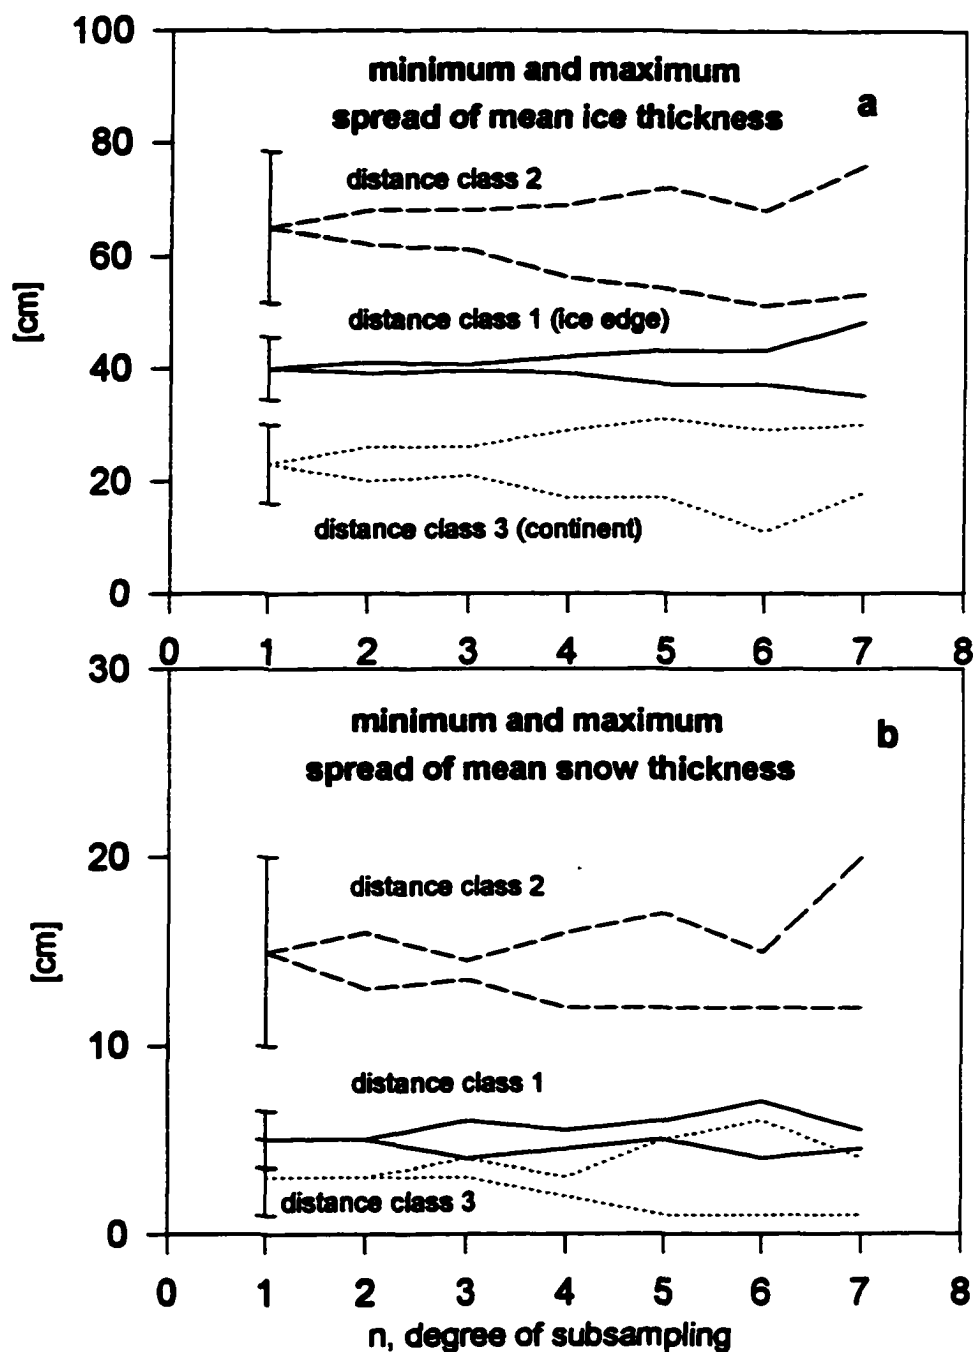 100
minimum and maximum
a
spread of mean ice thickness
80
distance class 2
60
[cm]
distance class 1 (ice edge)
40
20
distance class 3 (continent)
0
0 1 2 3 4 5 6 7 8
30
minimum and maximum
b
spread of mean snow thickness
20
distance class 2
[cm]
10
distance class 1
distance class 3
0
0 1 2 3 4 5 6 7 8
n, degree of subsampling